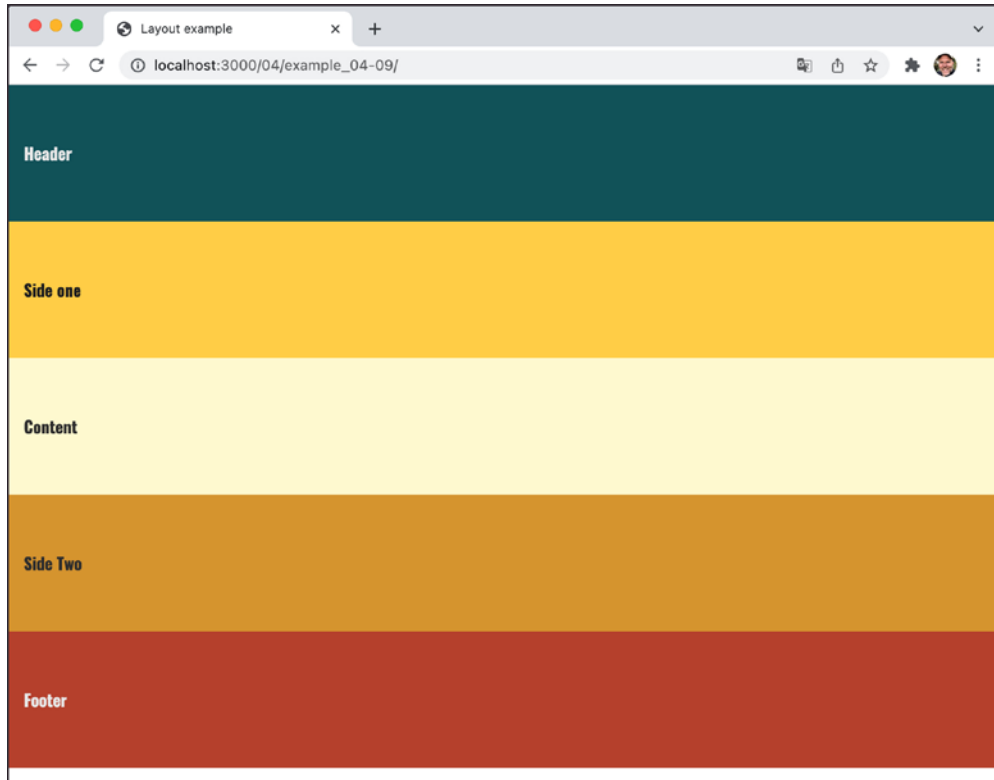 Layout example
localhost:3000/04/example_04-09/
Header
Side one
Content
Side Two
Footer